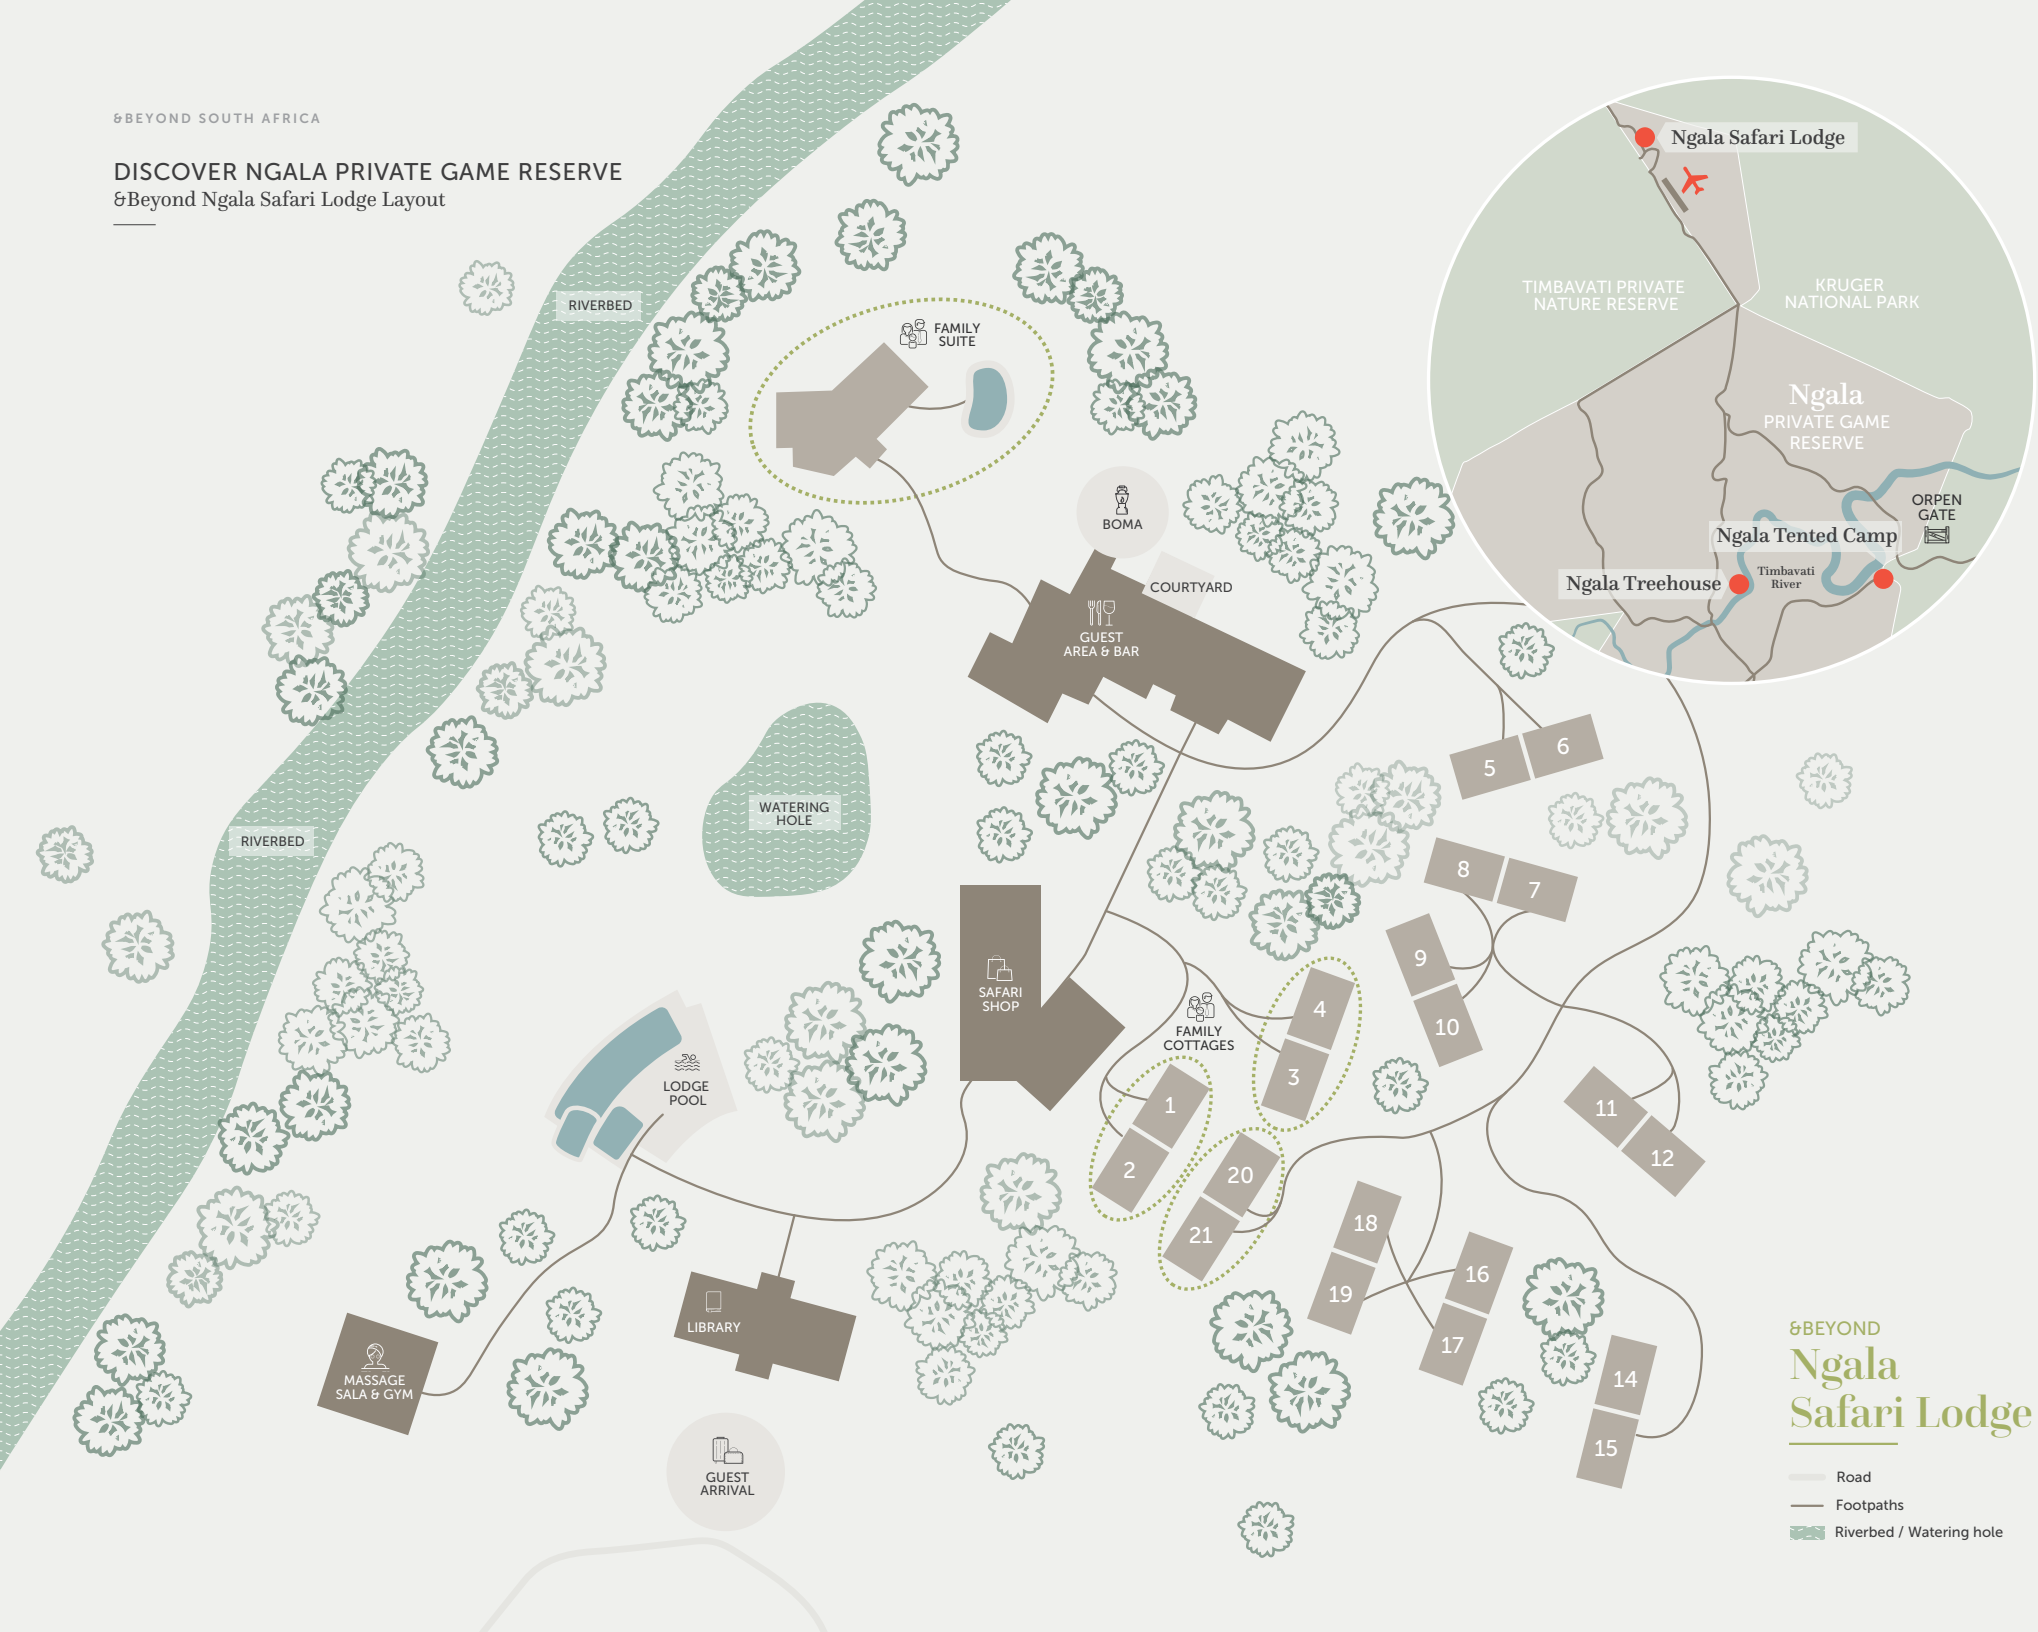 &BEYOND SOUTH AFRICA
DISCOVER NGALA PRIVATE GAME RESERVE
&Beyond Ngala Safari Lodge Layout
Ngala Safari Lodge
TIMBAVATI PRIVATE
NATURE RESERVE
KRUGER
NATIONAL PARK
Ngala
PRIVATE GAME
RESERVE
ORPEN
GATE
Ngala Tented Camp
Ngala Treehouse
Timbavati
River
RIVERBED
FAMILY
SUITE
BOMA
COURTYARD
GUEST
AREA & BAR
WATERING
HOLE
RIVERBED
5
6
8
7
9
10
SAFARI
SHOP
FAMILY
COTTAGES
4
3
1
2
20
21
LODGE
POOL
11
12
18
19
16
17
14
15
LIBRARY
MASSAGE
SALA & GYM
GUEST
ARRIVAL
&BEYOND
Ngala
Safari Lodge
Road
Footpaths
Riverbed / Watering hole